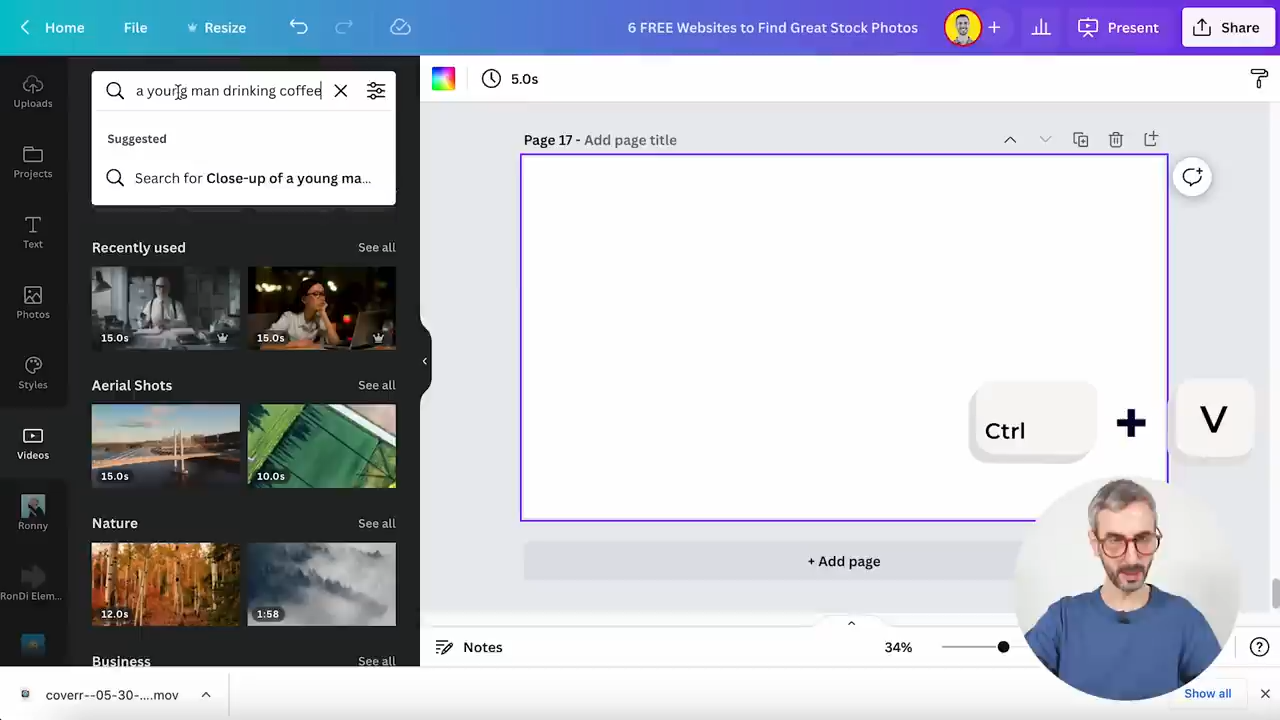 Home
File
Resize
6 FREE Websites to Find Great Stock Photos
Present
Share
Uploads
Projects
Text
Photos
Styles
Videos
Ronny
RonDi Elem...
a young man drinking coffee
Suggested
Search for Close-up of a young ma...
Recently used
See all
15.0s
15.0s
Aerial Shots
See all
15.0s
10.0s
Nature
See all
12.0s
1:58
Business
See all
5.0s
Page 17 - Add page title
Ctrl + V
+ Add page
Notes
34%
coverr--05-30-....mov
Show all